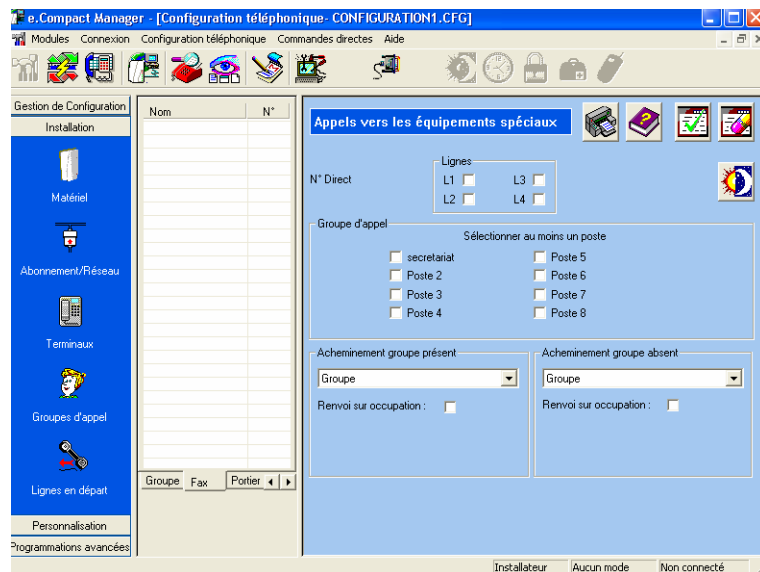 e.Compact Manager - [Configuration téléphonique- CONFIGURATION1.CFG]
Modules Connexion Configuration téléphonique Commandes directes Aide
Gestion de Configuration
Installation
Matériel
Abonnement/Réseau
Terminaux
Groupes d'appel
Lignes en départ
Personnalisation
Programmations avancées
Nom N°
Groupe Fax Portier
Appels vers les équipements spéciaux
Lignes
N° Direct L1 L3
L2 L4
Groupe d'appel
Sélectionner au moins un poste
secretariat Poste 5
Poste 2 Poste 6
Poste 3 Poste 7
Poste 4 Poste 8
Acheminement groupe présent Acheminement groupe absent
Groupe Groupe
Renvoi sur occupation : Renvoi sur occupation :
Installateur Aucun mode Non connecté